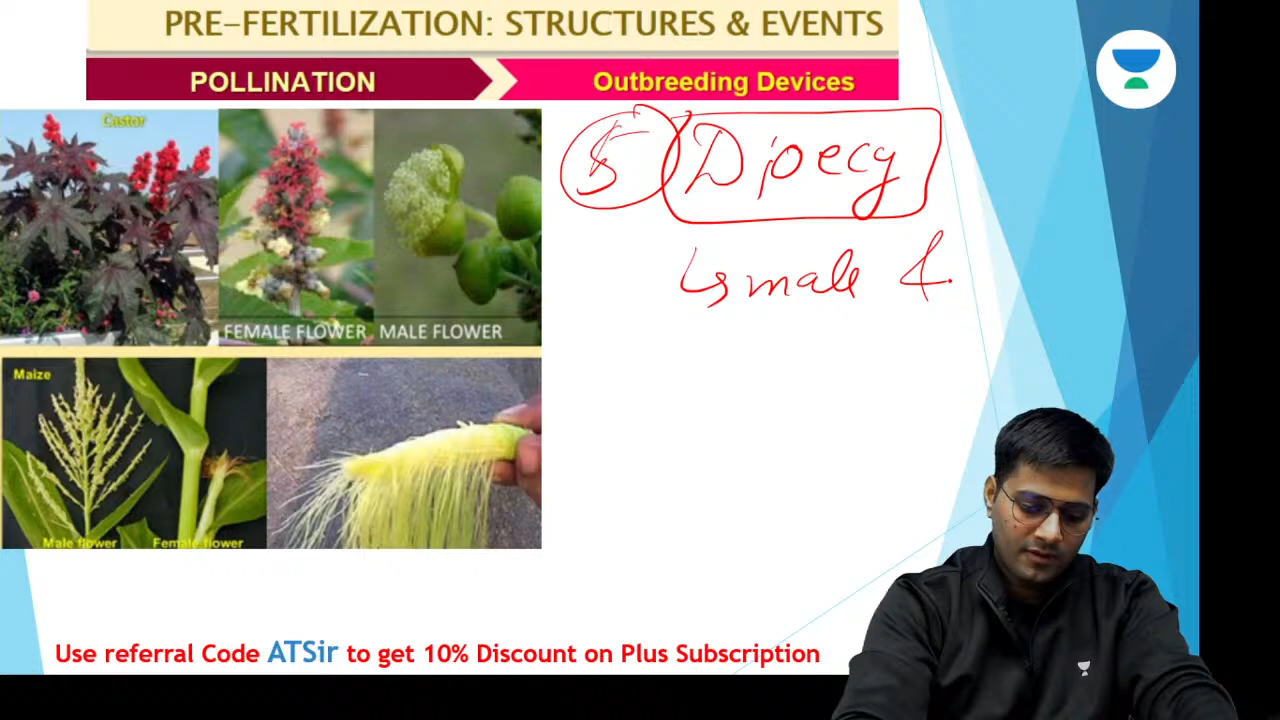 PRE-FERTILIZATION: STRUCTURES & EVENTS
POLLINATION
Outbreeding Devices
Castor
5 Dioecy
↳ male &
FEMALE FLOWER
MALE FLOWER
Maize
Male flower
Female flower
Use referral Code ATSir to get 10% Discount on Plus Subscription